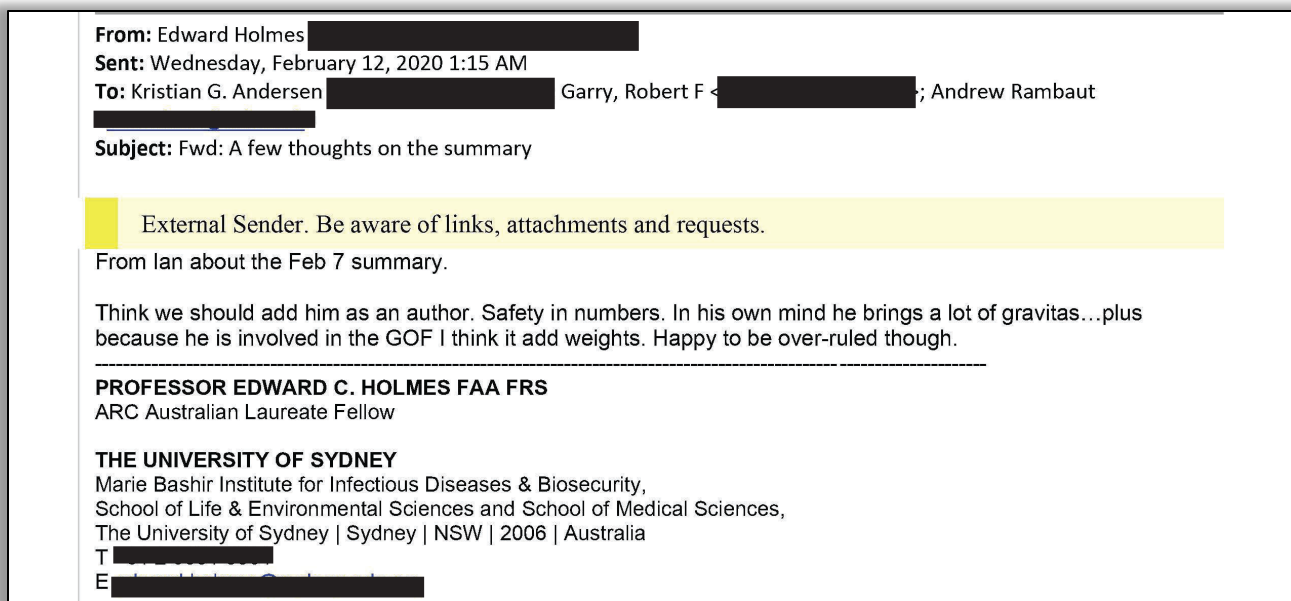 From: Edward Holmes
Sent: Wednesday, February 12, 2020 1:15 AM
To: Kristian G. Andersen Garry, Robert F < ; Andrew Rambaut
Subject: Fwd: A few thoughts on the summary
External Sender. Be aware of links, attachments and requests.
From Ian about the Feb 7 summary.
Think we should add him as an author. Safety in numbers. In his own mind he brings a lot of gravitas…plus
because he is involved in the GOF I think it add weights. Happy to be over-ruled though.
PROFESSOR EDWARD C. HOLMES FAA FRS
ARC Australian Laureate Fellow
THE UNIVERSITY OF SYDNEY
Marie Bashir Institute for Infectious Diseases & Biosecurity,
School of Life & Environmental Sciences and School of Medical Sciences,
The University of Sydney | Sydney | NSW | 2006 | Australia
T
E